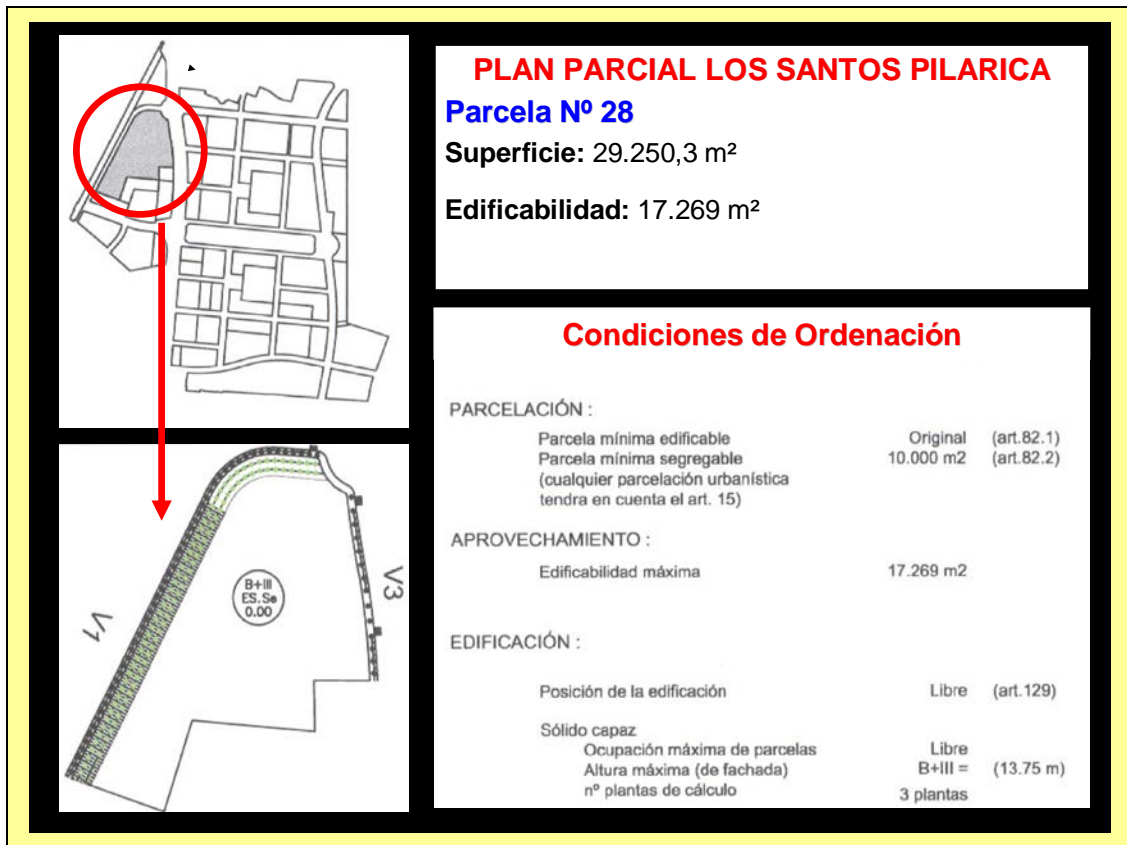 PLAN PARCIAL LOS SANTOS PILARICA
Parcela Nº 28
Superficie: 29.250,3 m²
Edificabilidad: 17.269 m²
Condiciones de Ordenación
PARCELACIÓN :
Parcela mínima edificable Original (art.82.1)
Parcela mínima segregable 10.000 m2 (art.82.2)
(cualquier parcelación urbanística
tendra en cuenta el art. 15)
APROVECHAMIENTO :
Edificabilidad máxima 17.269 m2
EDIFICACIÓN :
Posición de la edificación Libre (art.129)
Sólido capaz
Ocupación máxima de parcelas Libre
Altura máxima (de fachada) B+III = (13.75 m)
nº plantas de cálculo 3 plantas
B+III
ES.Se
0.00
V1
V3